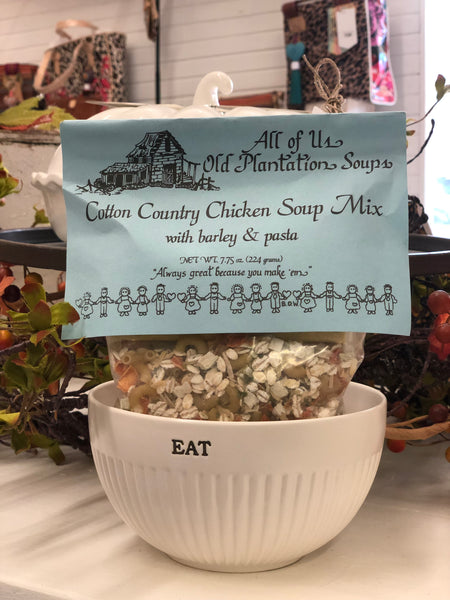 All of Us
Old Plantation Soups
Cotton Country Chicken Soup Mix
with barley & pasta
NET WT. 7.75 oz. (224 grams)
"Always great because you make 'em"
EAT